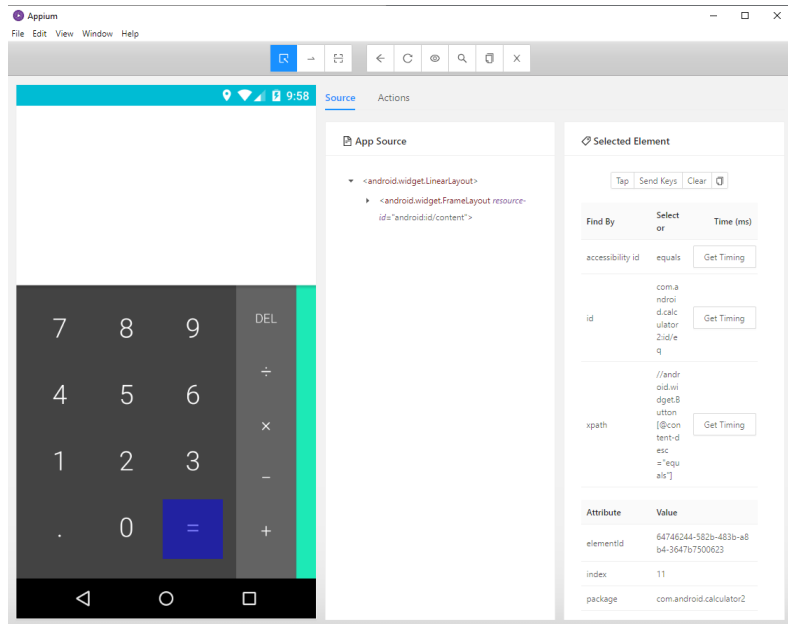 Appium
File Edit View Window Help
9:58
Source Actions
App Source
<android.widget.LinearLayout>
<android.widget.FrameLayout resource-
id="android:id/content">
Selected Element
Tap Send Keys Clear
Find By Select
or Time (ms)
accessibility id equals Get Timing
id com.a
ndroi
d.calc
ulator
2:id/e
q Get Timing
xpath //andr
oid.wi
dget.B
utton
[@con
tent-d
esc
="equ
als"] Get Timing
Attribute Value
elementId 64746244-582b-483b-a8
b4-3647b7500623
index 11
package com.android.calculator2
7 8 9 DEL
÷
4 5 6
×
1 2 3
−
. 0 = +